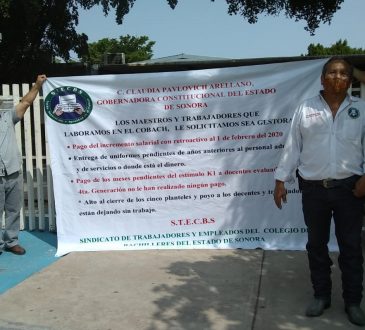 S.T.E.C.B.S.
C. CLAUDIA PAVLOVICH ARELLANO,
GOBERNADORA CONSTITUCIONAL DEL ESTADO
DE SONORA
LOS MAESTROS Y TRABAJADORES QUE
LABORAMOS EN EL COBACH, LE SOLICITAMOS SEA GESTORA
• Pago del incremento salarial con retroactivo al 1 de febrero del 2020
• Entrega de uniformes pendientes de años anteriores al personal
y de servicios o donde está el dinero.
• Pago de los meses pendientes del estimulo K1 a docentes
4ta. Generación no le han realizado ningún pago.
* Alto al cierre de los cinco planteles y poyo a los docentes y
están dejando sin trabajo.
S.T.E.C.B.S
SINDICATO DE TRABAJADORES Y EMPLEADOS DEL COLEGIO DE
BACHILLERES DEL ESTADO DE SONORA